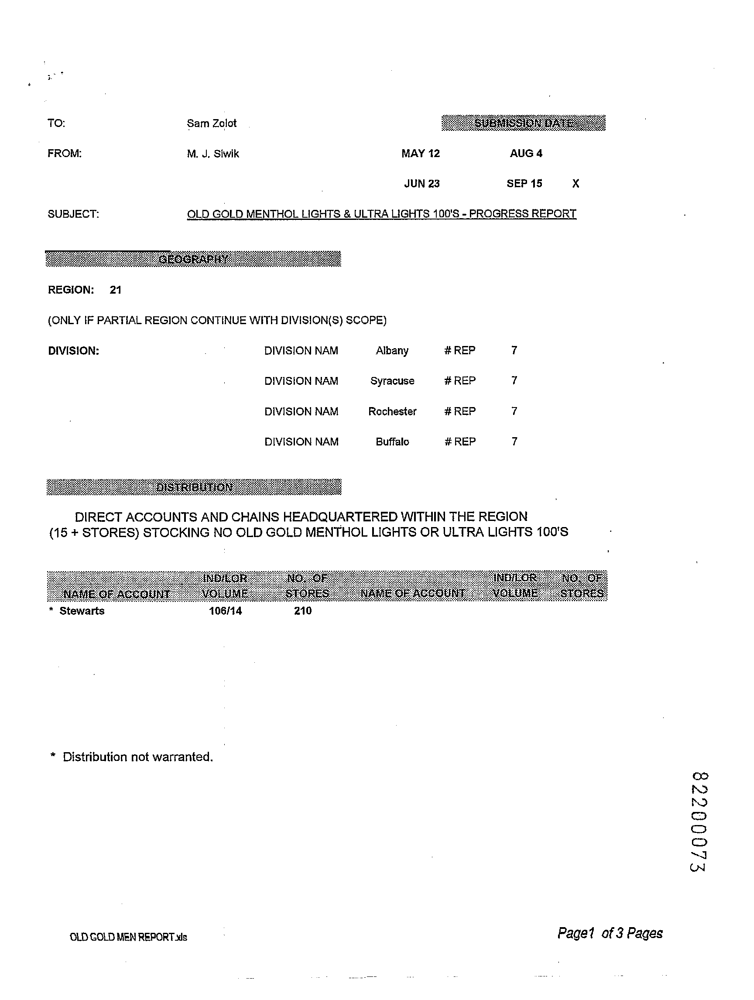 TO: Sam Zolot SUBMISSION DATE
FROM: M. J. Siwik MAY 12 AUG 4
JUN 23 SEP 15 X
SUBJECT: OLD GOLD MENTHOL LIGHTS & ULTRA LIGHTS 100'S - PROGRESS REPORT
GEOGRAPHY
REGION: 21
(ONLY IF PARTIAL REGION CONTINUE WITH DIVISION(S) SCOPE)
DIVISION: DIVISION NAM Albany # REP 7
DIVISION NAM Syracuse # REP 7
DIVISION NAM Rochester # REP 7
DIVISION NAM Buffalo # REP 7
DISTRIBUTION
DIRECT ACCOUNTS AND CHAINS HEADQUARTERED WITHIN THE REGION
(15 + STORES) STOCKING NO OLD GOLD MENTHOL LIGHTS OR ULTRA LIGHTS 100'S
IND/LOR NO. OF IND/LOR NO. OF
NAME OF ACCOUNT VOLUME STORES NAME OF ACCOUNT VOLUME STORES
* Stewarts 106/14 210
* Distribution not warranted.
82200073
OLD GOLD MEN REPORT.xls Page1 of 3 Pages